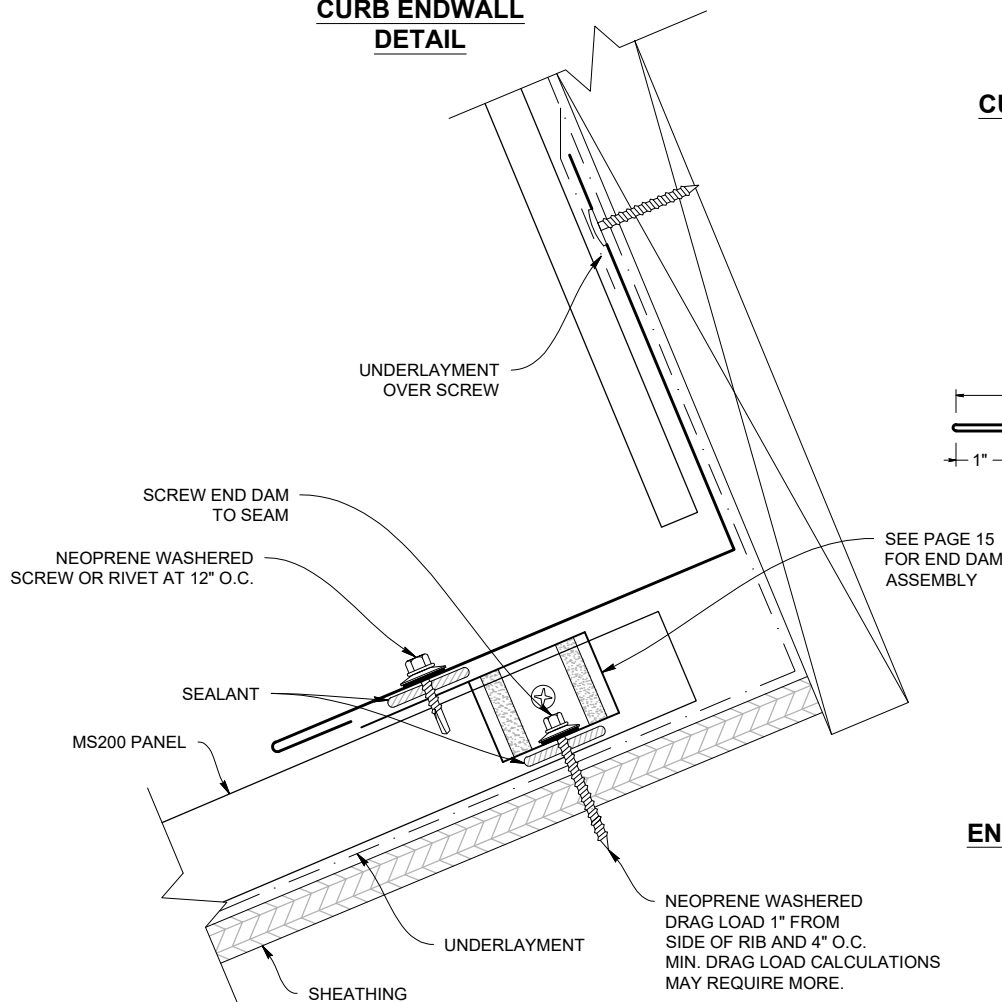 CURB ENDWALL
DETAIL
CU
UNDERLAYMENT
OVER SCREW
1"
SCREW END DAM
TO SEAM
NEOPRENE WASHERED
SCREW OR RIVET AT 12" O.C.
SEE PAGE 15
FOR END DAM
ASSEMBLY
SEALANT
MS200 PANEL
EN
NEOPRENE WASHERED
DRAG LOAD 1" FROM
SIDE OF RIB AND 4" O.C.
MIN. DRAG LOAD CALCULATIONS
MAY REQUIRE MORE.
UNDERLAYMENT
SHEATHING